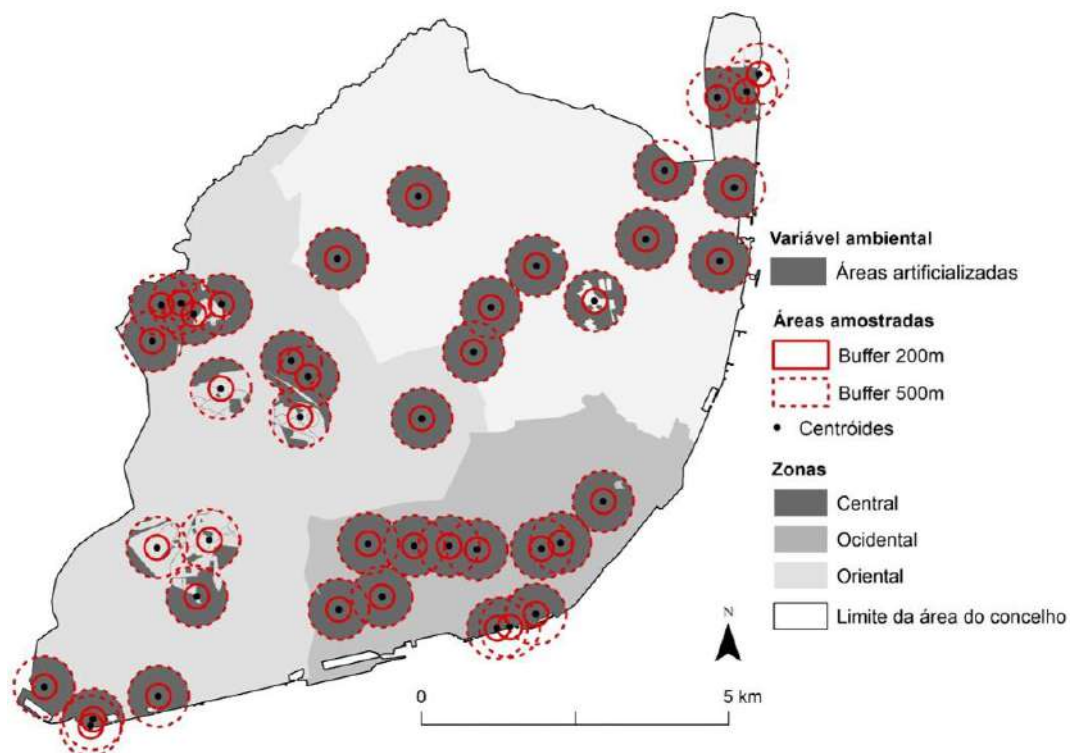 Variável ambiental
Áreas artificializadas
Áreas amostradas
Buffer 200m
Buffer 500m
Centróides
Zonas
Central
Ocidental
Oriental
Limite da área do concelho
N
0
5 km